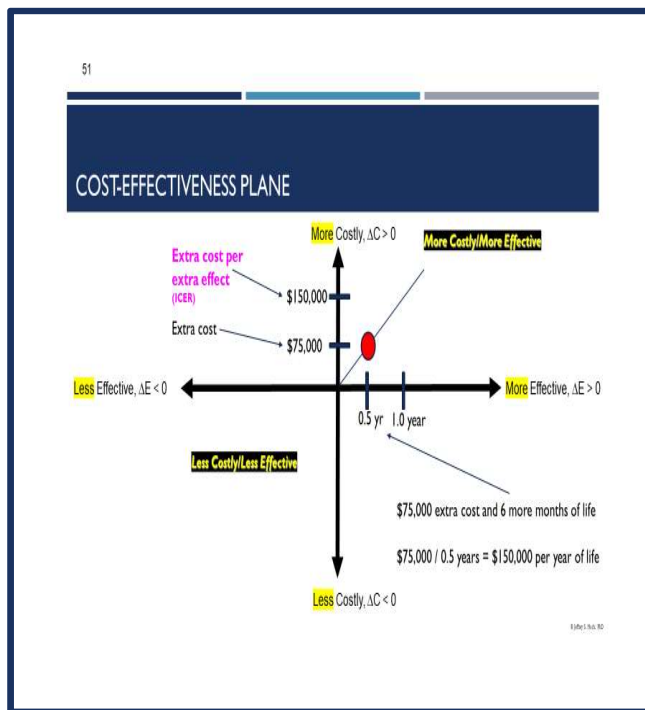 51
COST-EFFECTIVENESS PLANE
More Costly, ΔC > 0
More Costly/More Effective
Extra cost per
extra effect
(ICER)
$150,000
Extra cost
$75,000
Less Effective, ΔE < 0
More Effective, ΔE > 0
0.5 yr
1.0 year
Less Costly/Less Effective
$75,000 extra cost and 6 more months of life
$75,000 / 0.5 years = $150,000 per year of life
Less Costly, ΔC < 0